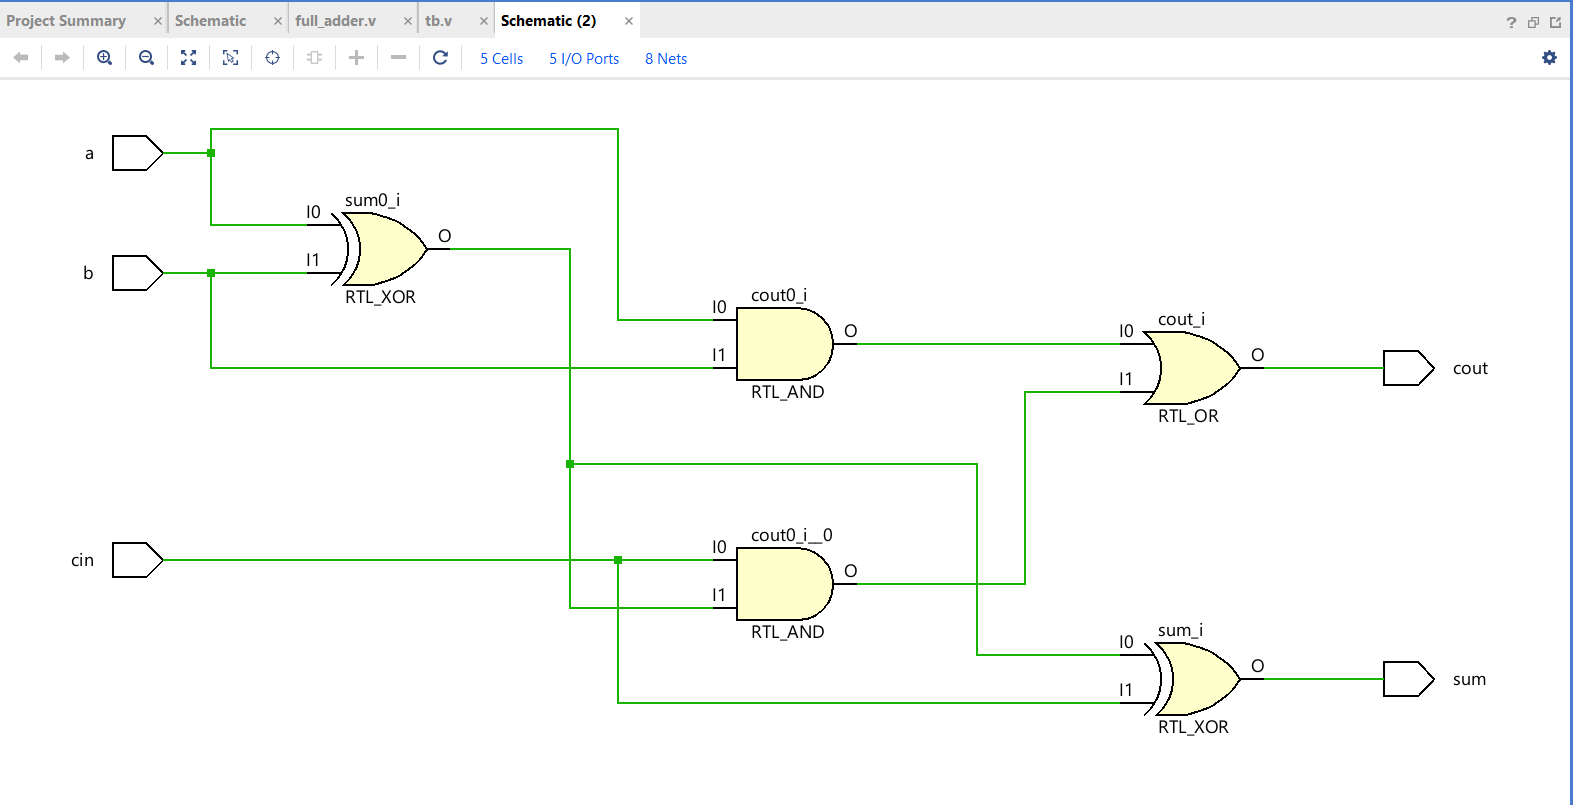 Project Summary × Schematic × full_adder.v × tb.v × Schematic (2) × ?
5 Cells 5 I/O Ports 8 Nets
a
sum0_i
I0
O
I1
b
RTL_XOR
cout0_i
I0
O
I1
RTL_AND
cout_i
I0
O
I1
cout
RTL_OR
cin
cout0_i__0
I0
O
I1
RTL_AND
sum_i
I0
O
I1
sum
RTL_XOR